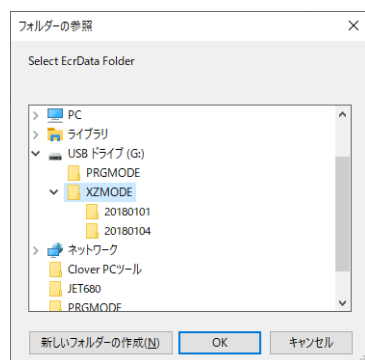 フォルダーの参照
Select EcrData Folder
PC
ライブラリ
USB ドライブ (G:)
PRGMODE
XZMODE
20180101
20180104
ネットワーク
Clover PCツール
JET680
PRGMODE
新しいフォルダーの作成(N)
OK
キャンセル